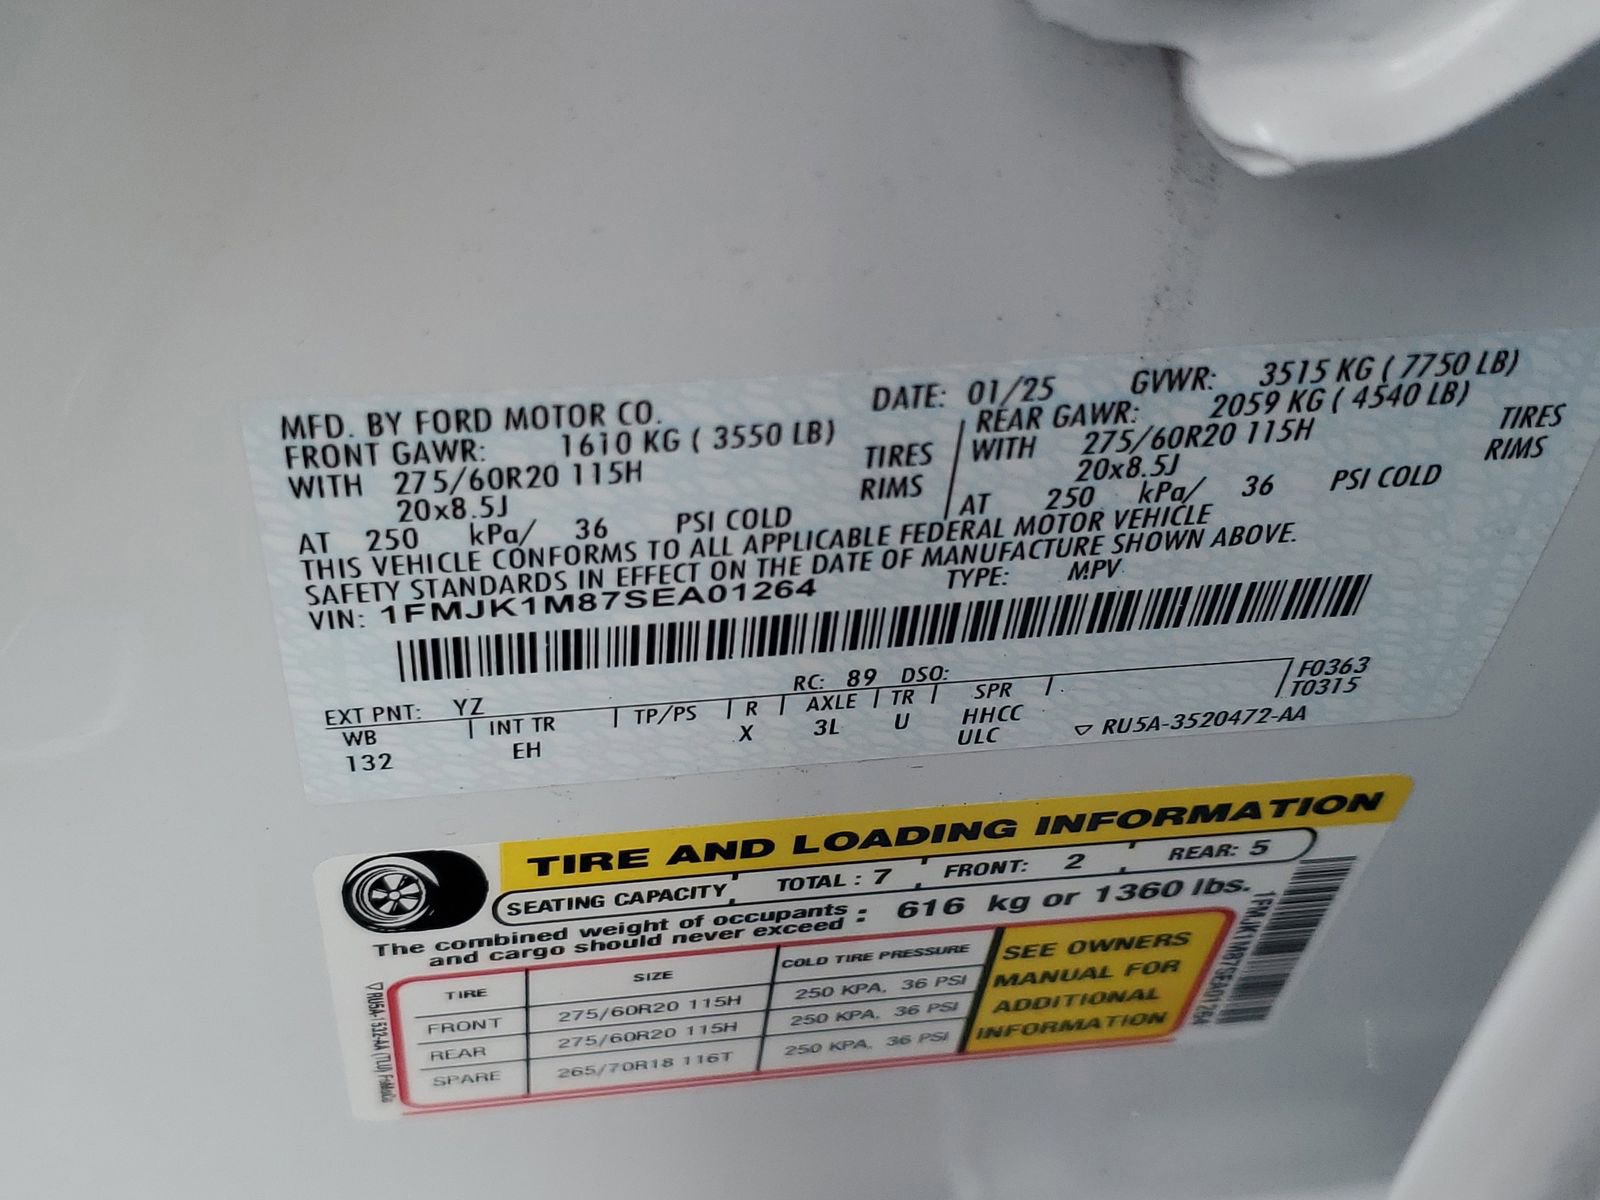 MFD. BY FORD MOTOR CO. DATE: 01/25 GVWR: 3515 KG ( 7750 LB)
FRONT GAWR: 1610 KG ( 3550 LB) REAR GAWR: 2059 KG ( 4540 LB)
WITH 275/60R20 115H TIRES WITH 275/60R20 115H TIRES
20x8.5J RIMS 20x8.5J RIMS
AT 250 kPa/ 36 PSI COLD AT 250 kPa/ 36 PSI COLD
THIS VEHICLE CONFORMS TO ALL APPLICABLE FEDERAL MOTOR VEHICLE
SAFETY STANDARDS IN EFFECT ON THE DATE OF MANUFACTURE SHOWN ABOVE.
VIN: 1FMJK1M87SEA01264 TYPE: MPV
EXT PNT: YZ RC: 89 DSO: F0363
WB INT TR TP/PS R AXLE TR SPR T0315
132 EH X 3L U HHCC
ULC ▽ RU5A-3520472-AA
TIRE AND LOADING INFORMATION
SEATING CAPACITY TOTAL : 7 FRONT: 2 REAR: 5
The combined weight of occupants
and cargo should never exceed : 616 kg or 1360 lbs.
TIRE SIZE COLD TIRE PRESSURE
FRONT 275/60R20 115H 250 KPA, 36 PSI
REAR 275/60R20 115H 250 KPA, 36 PSI
SPARE 265/70R18 116T 250 KPA, 36 PSI
SEE OWNERS
MANUAL FOR
ADDITIONAL
INFORMATION
1FMJK1M87SEA01264